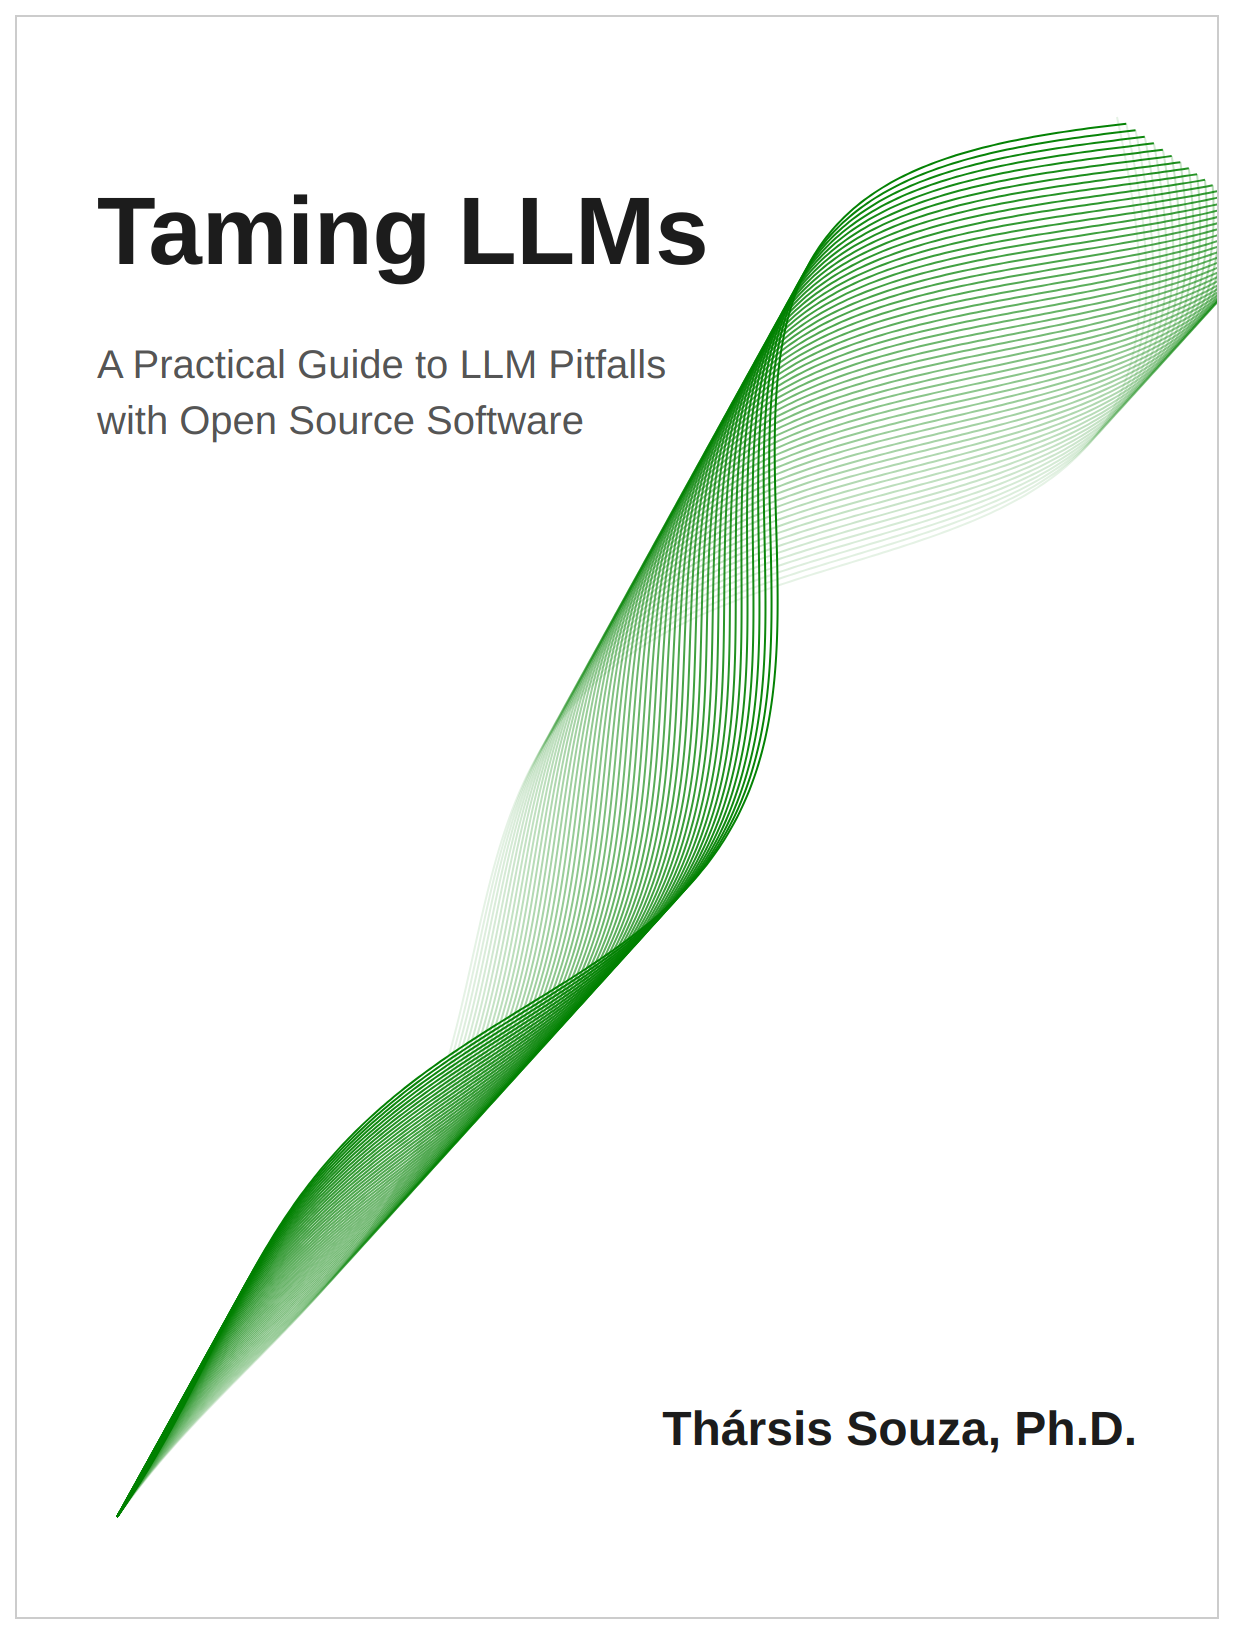 Taming LLMs
A Practical Guide to LLM Pitfalls
with Open Source Software
Thársis Souza, Ph.D.